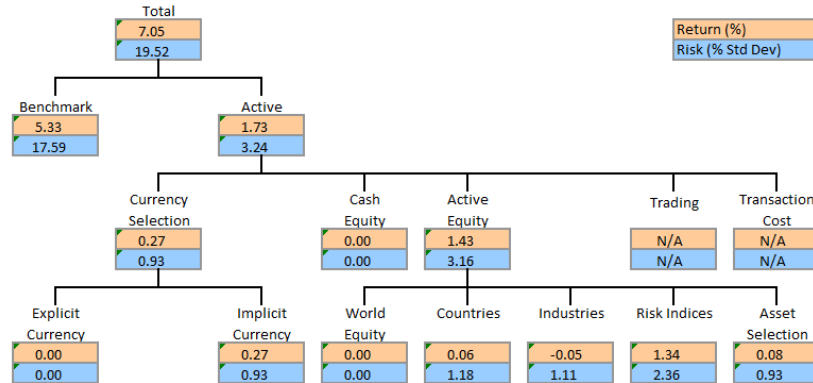 Total
7.05
19.52
Return (%)
Risk (% Std Dev)
Benchmark
5.33
17.59
Active
1.73
3.24
Currency
Selection
0.27
0.93
Cash
Equity
0.00
0.00
Active
Equity
1.43
3.16
Trading
N/A
N/A
Transaction
Cost
N/A
N/A
Explicit
Currency
0.00
0.00
Implicit
Currency
0.27
0.93
World
Equity
0.00
0.00
Countries
0.06
1.18
Industries
-0.05
1.11
Risk Indices
1.34
2.36
Asset
Selection
0.08
0.93